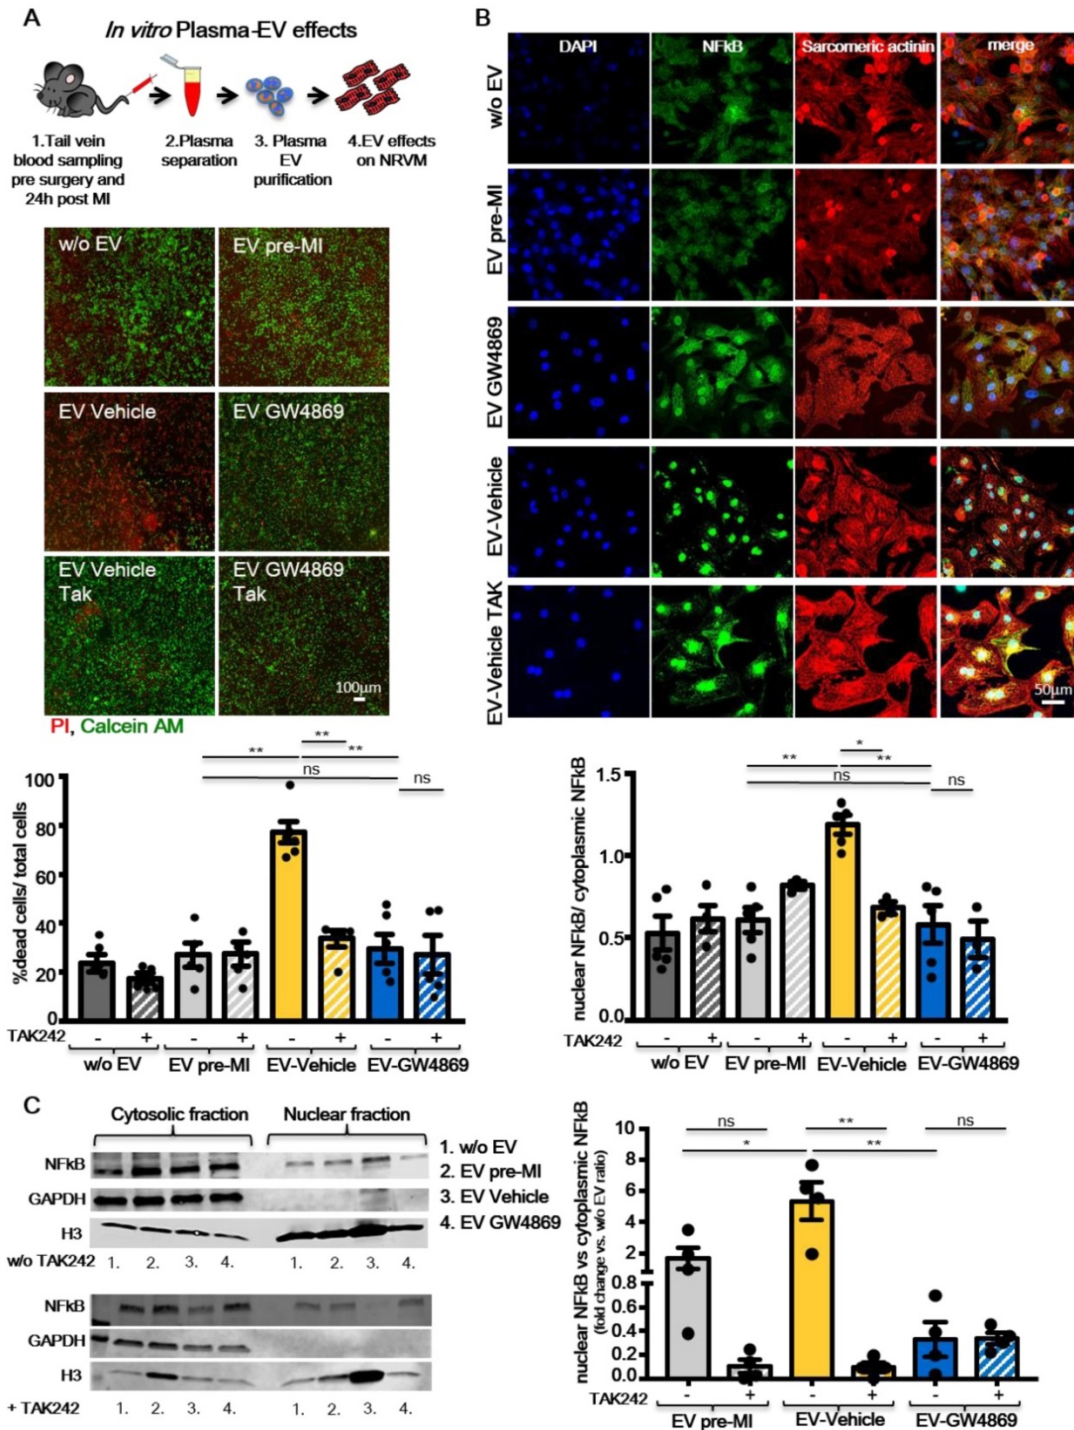 A
In vitro Plasma-EV effects
1.Tail vein
blood sampling
pre surgery and
24h post MI
2.Plasma
separation
3. Plasma
EV
purification
4.EV effects
on NRVM
w/o EV
EV pre-MI
EV Vehicle
EV GW4869
EV Vehicle
Tak
EV GW4869
Tak
100µm
PI, Calcein AM
**
**
**
ns
ns
%dead cells/ total cells
100
80
60
40
20
0
TAK242
-
+
-
+
-
+
-
+
w/o EV
EV pre-MI
EV-Vehicle
EV-GW4869
B
DAPI
NFkB
Sarcomeric actinin
merge
w/o EV
EV pre-MI
EV GW4869
EV-Vehicle
EV-Vehicle TAK
50µm
*
**
**
ns
ns
nuclear NFkB/ cytoplasmic NFkB
1.5
1.0
0.5
0.0
TAK242
-
+
-
+
-
+
-
+
w/o EV
EV pre-MI
EV-Vehicle
EV-GW4869
C
Cytosolic fraction
Nuclear fraction
NFkB
GAPDH
H3
w/o TAK242
1.
2.
3.
4.
1.
2.
3.
4.
1. w/o EV
2. EV pre-MI
3. EV Vehicle
4. EV GW4869
NFkB
GAPDH
H3
+ TAK242
1.
2.
3.
4.
1.
2.
3.
4.
ns
**
ns
*
**
nuclear NFkB vs cytoplasmic NFkB
(fold change vs. w/o EV ratio)
10
8
6
4
2
0.8
0.4
0.2
0.0
TAK242
-
+
-
+
-
+
EV pre-MI
EV-Vehicle
EV-GW4869